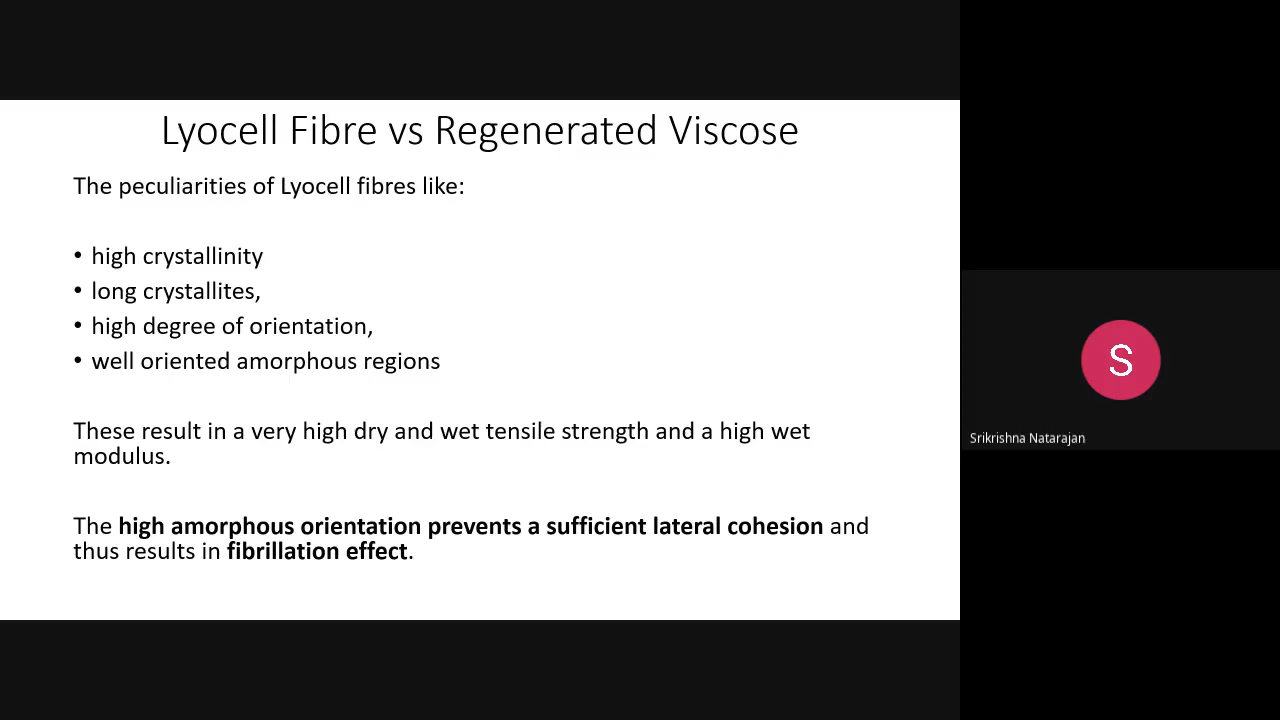 Lyocell Fibre vs Regenerated Viscose
The peculiarities of Lyocell fibres like:
• high crystallinity
• long crystallites,
• high degree of orientation,
• well oriented amorphous regions
These result in a very high dry and wet tensile strength and a high wet
modulus.
The high amorphous orientation prevents a sufficient lateral cohesion and
thus results in fibrillation effect.
S
Srikrishna Natarajan